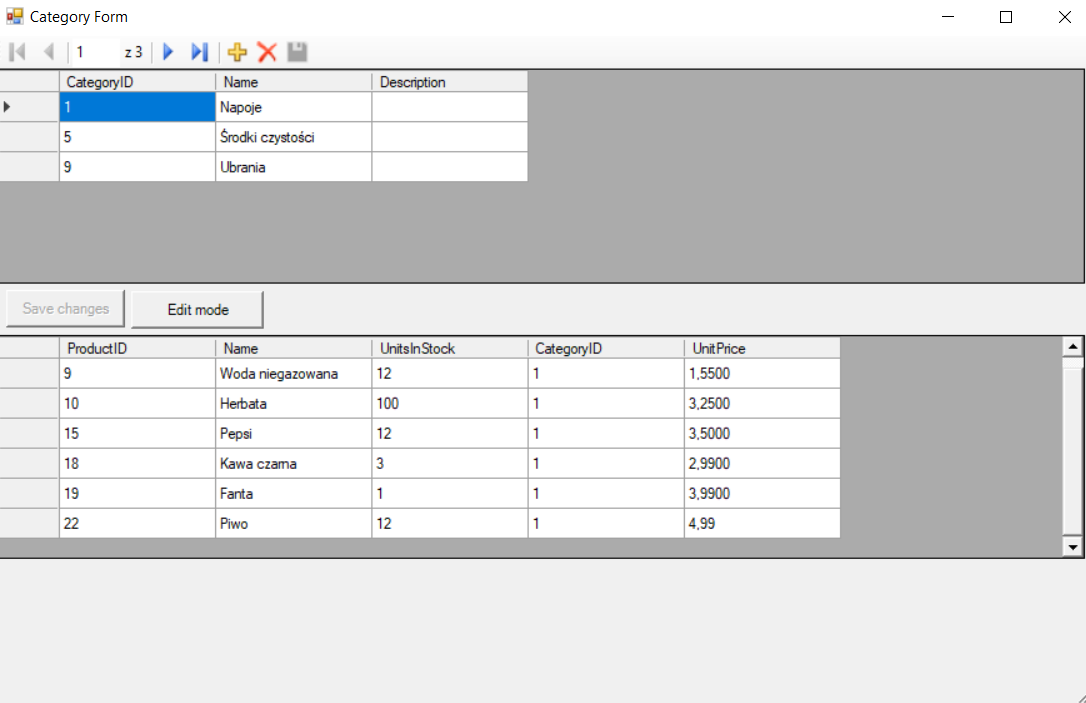 Category Form
1 z 3
CategoryID Name Description
1 Napoje
5 Środki czystości
9 Ubrania
Save changes Edit mode
ProductID Name UnitsInStock CategoryID UnitPrice
9 Woda niegazowana 12 1 1,5500
10 Herbata 100 1 3,2500
15 Pepsi 12 1 3,5000
18 Kawa czarna 3 1 2,9900
19 Fanta 1 1 3,9900
22 Piwo 12 1 4,99